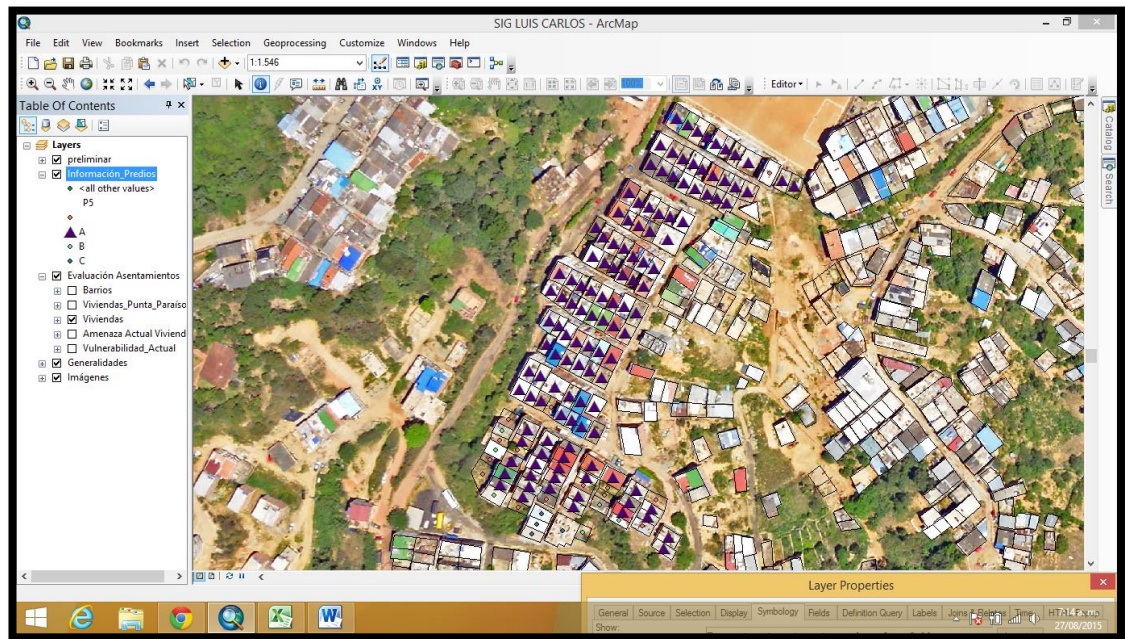 SIG LUIS CARLOS - ArcMap
File Edit View Bookmarks Insert Selection Geoprocessing Customize Windows Help
1:1.546
100%
Editor
Table Of Contents
Layers
preliminar
Información_Predios
<all other values>
P5
A
B
C
Evaluación Asentamientos
Barrios
Viviendas_Punta_Paraíso
Viviendas
Amenaza Actual Viviend
Vulnerabilidad_Actual
Generalidades
Imágenes
Catalog
Search
Layer Properties
General Source Selection Display Symbology Fields Definition Query Labels Joins & Relates Time
Show:
27/08/2015